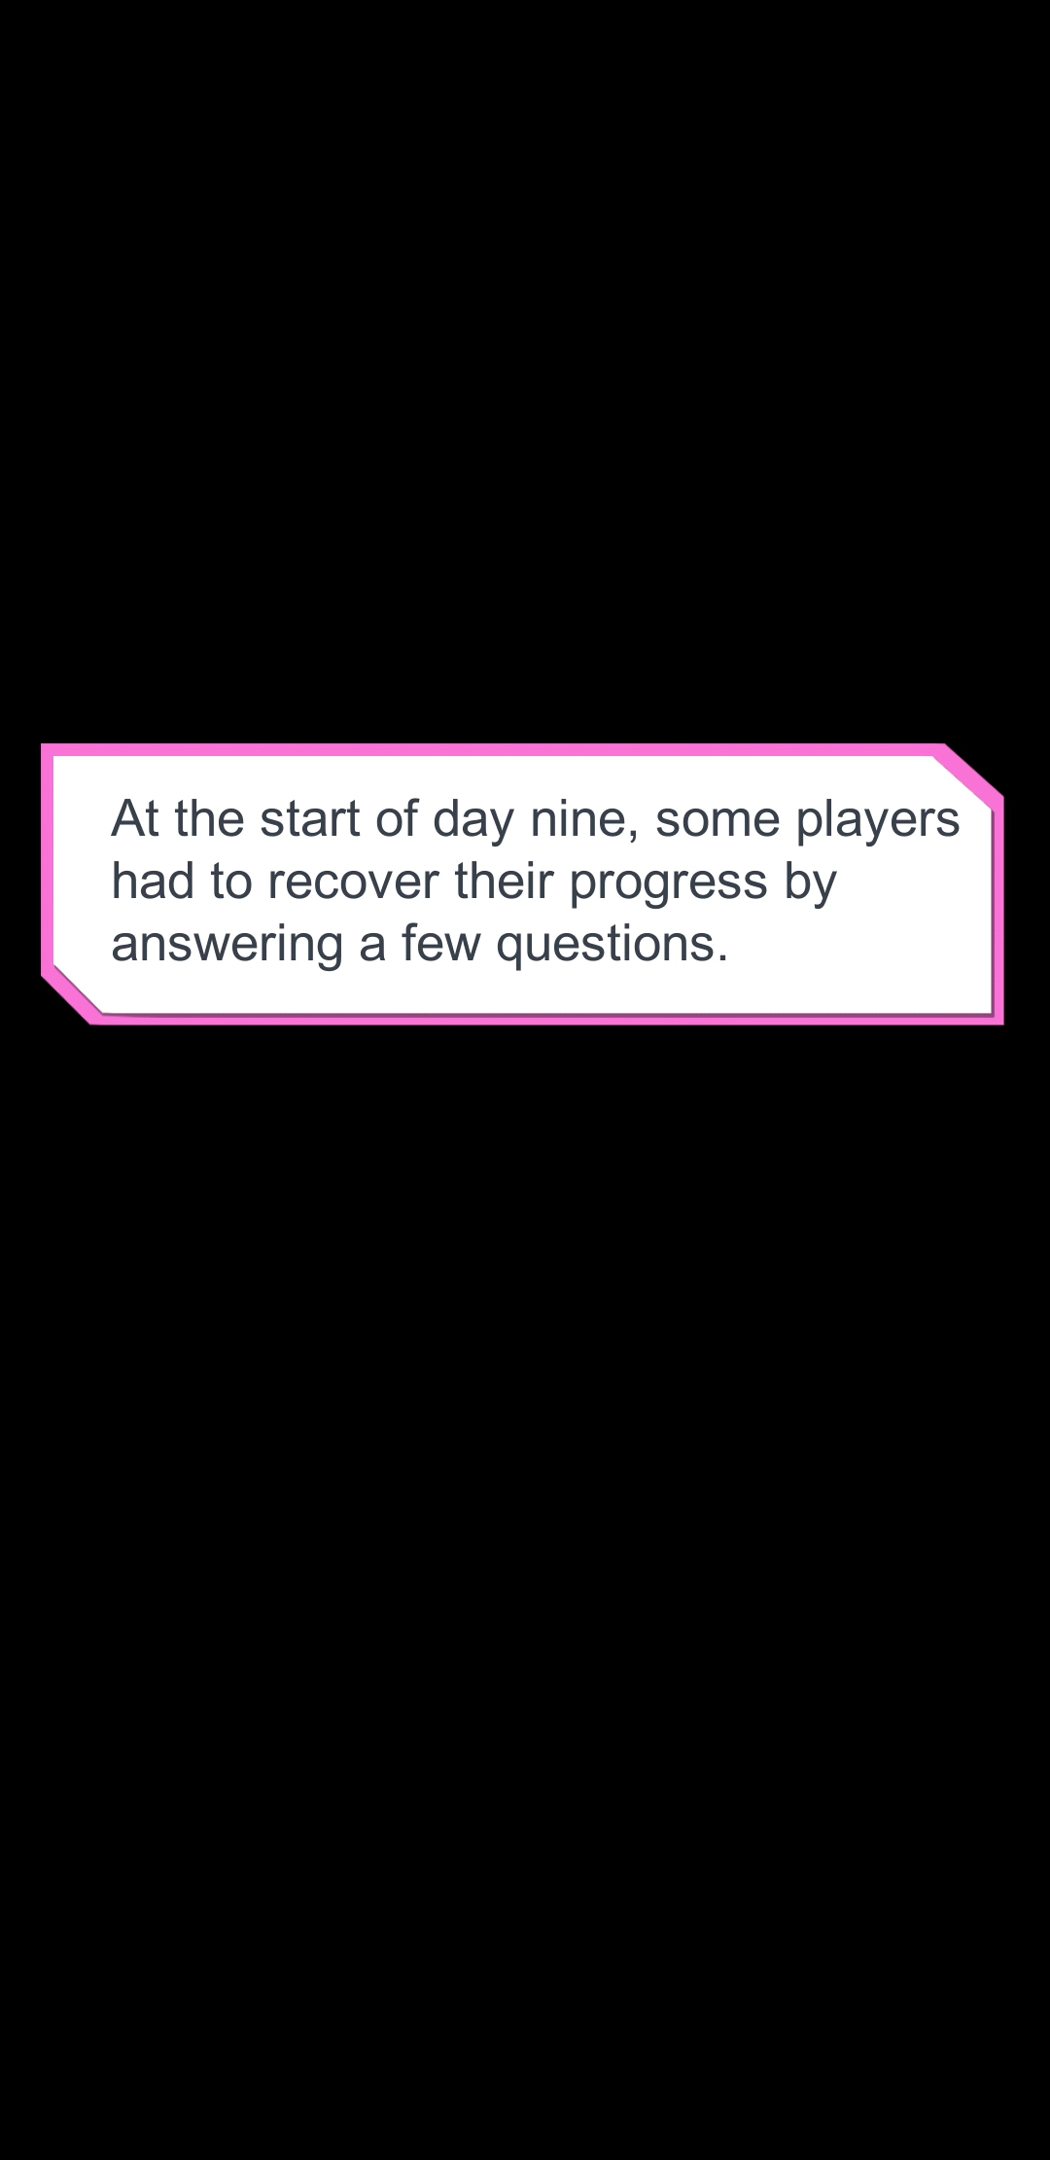 At the start of day nine, some players
had to recover their progress by
answering a few questions.